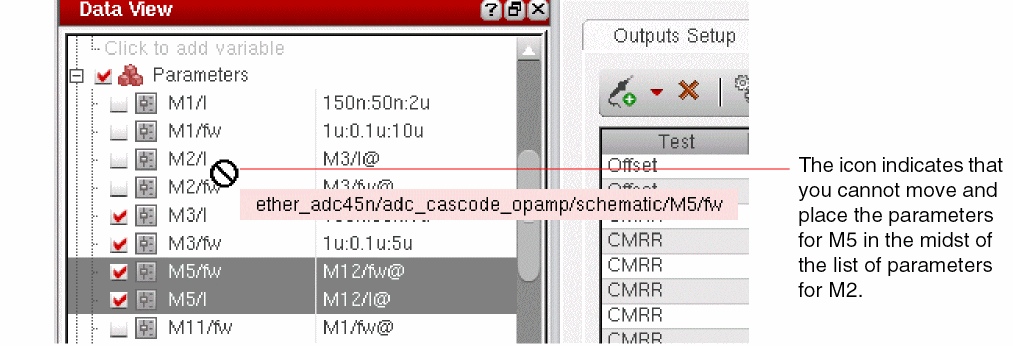 Data View
Click to add variable
Parameters
M1/l 150n:50n:2u
M1/fw 1u:0.1u:10u
M2/l M3/l@
M2/fw M3/fw@
ether_adc45n/adc_cascode_opamp/schematic/M5/fw
M3/l
M3/fw 1u:0.1u:5u
M5/fw M12/fw@
M5/l M12/l@
M11/fw M1/fw@
Outputs Setup
Test
Offset
Offset
CMRR
CMRR
CMRR
CMRR
CMRR
CMRR
The icon indicates that
you cannot move and
place the parameters
for M5 in the midst of
the list of parameters
for M2.